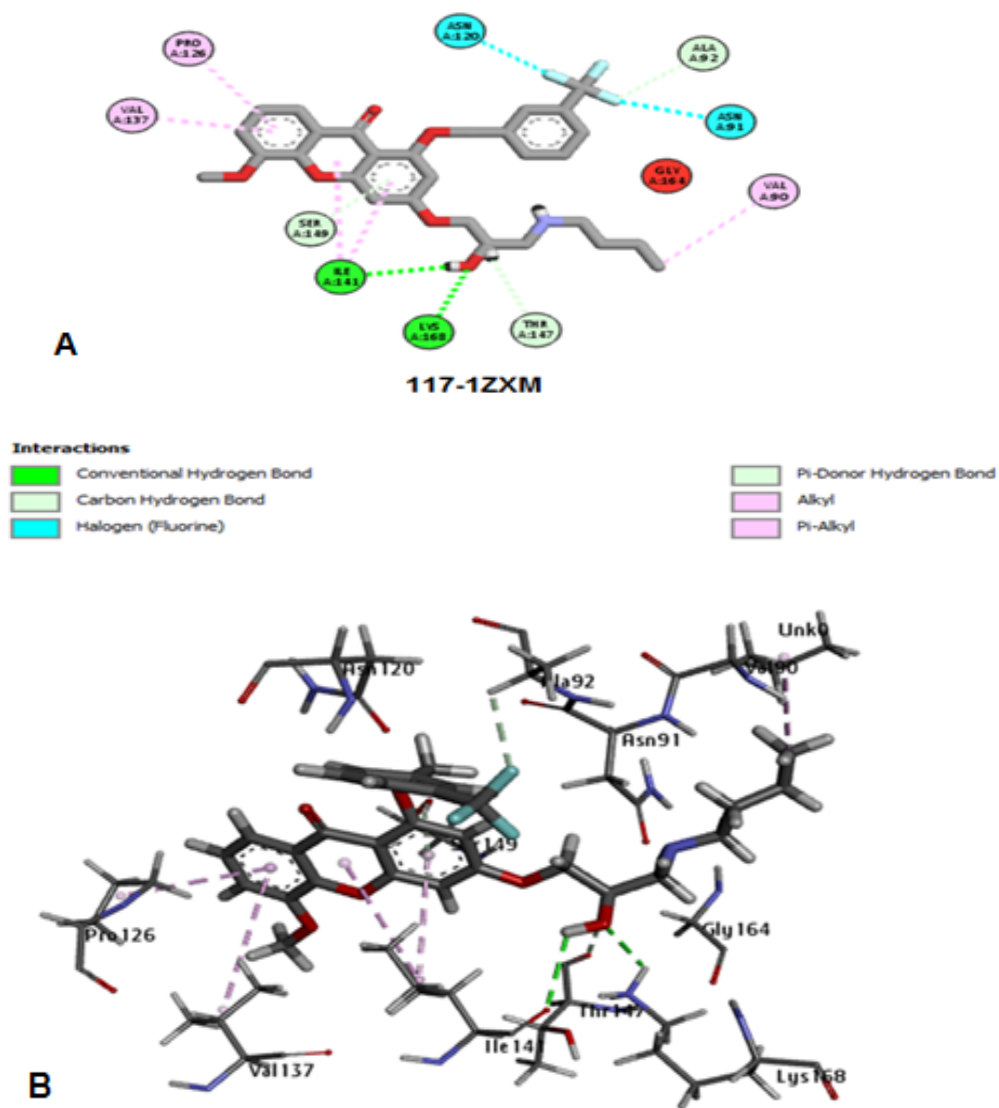 ASN
A:120
PRO
A:126
ALA
A:92
VAL
A:137
ASN
A:91
GLY
A:164
VAL
A:90
SER
A:149
ILE
A:141
LYS
A:168
THR
A:147
A
117-1ZXM
Interactions
Conventional Hydrogen Bond
Pi-Donor Hydrogen Bond
Carbon Hydrogen Bond
Alkyl
Halogen (Fluorine)
Pi-Alkyl
Unk0
Asn120
Ala92
Val90
Asn91
Ser149
Pro126
Gly164
Thr147
Ile141
Val137
Lys168
B